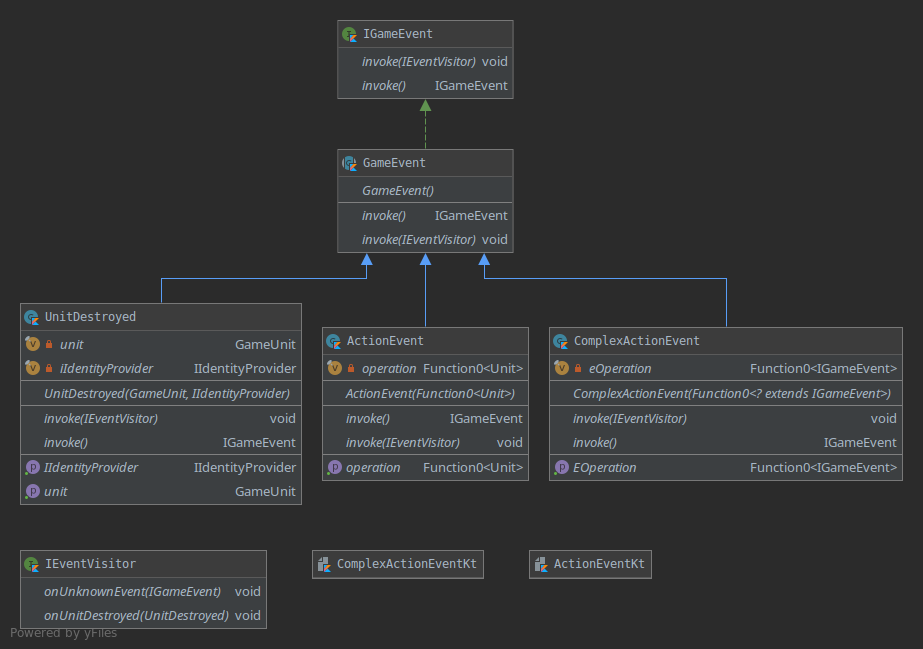 IGameEvent
invoke(IEventVisitor) void
invoke() IGameEvent
GameEvent
GameEvent()
invoke() IGameEvent
invoke(IEventVisitor) void
UnitDestroyed
unit GameUnit
iIdentityProvider IIdentityProvider
UnitDestroyed(GameUnit, IIdentityProvider)
invoke(IEventVisitor) void
invoke() IGameEvent
IIdentityProvider IIdentityProvider
unit GameUnit
ActionEvent
operation Function0<Unit>
ActionEvent(Function0<Unit>)
invoke() IGameEvent
invoke(IEventVisitor) void
operation Function0<Unit>
ComplexActionEvent
eOperation Function0<IGameEvent>
ComplexActionEvent(Function0<? extends IGameEvent>)
invoke(IEventVisitor) void
invoke() IGameEvent
EOperation Function0<IGameEvent>
IEventVisitor
onUnknownEvent(IGameEvent) void
onUnitDestroyed(UnitDestroyed) void
ComplexActionEventKt
ActionEventKt
Powered by yFiles